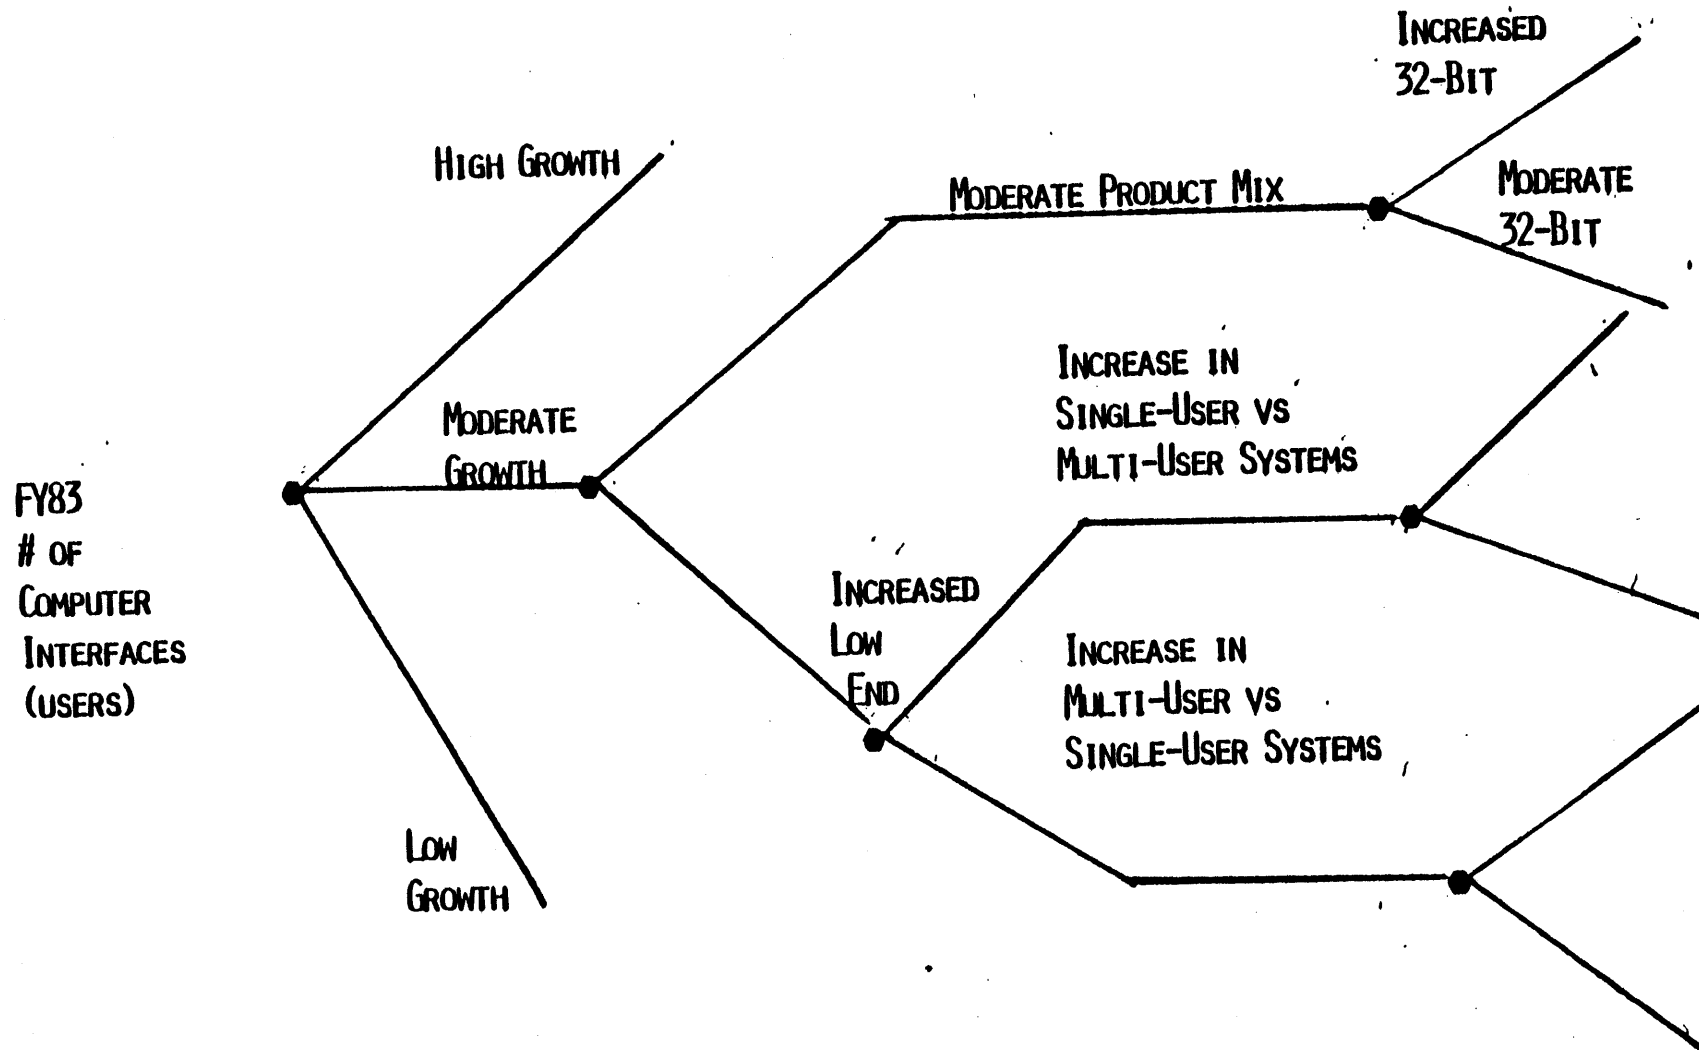 FY83
# OF
COMPUTER
INTERFACES
(USERS)
HIGH GROWTH
MODERATE
GROWTH
LOW
GROWTH
MODERATE PRODUCT MIX
INCREASED
LOW
END
INCREASED
32-BIT
MODERATE
32-BIT
INCREASE IN
SINGLE-USER VS
MULTI-USER SYSTEMS
INCREASE IN
MULTI-USER VS
SINGLE-USER SYSTEMS